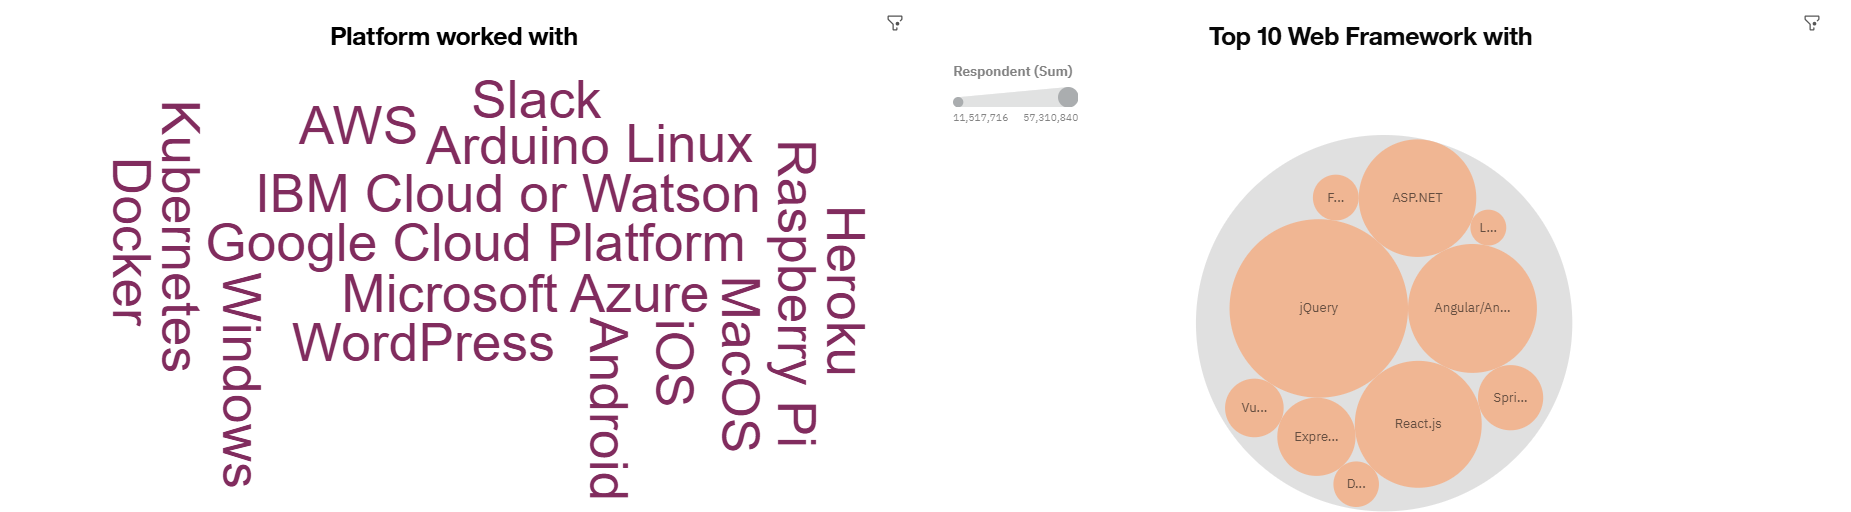 Platform worked with
Slack
AWS
Arduino
Linux
Kubernetes
Docker
IBM Cloud or Watson
Raspberry Pi
Heroku
Google Cloud Platform
Windows
Microsoft Azure
MacOS
WordPress
Android
iOS
Top 10 Web Framework with
Respondent (Sum)
11,517,716 57,310,840
F...
ASP.NET
L...
jQuery
Angular/An...
Vu...
Spri...
Expre...
React.js
D...